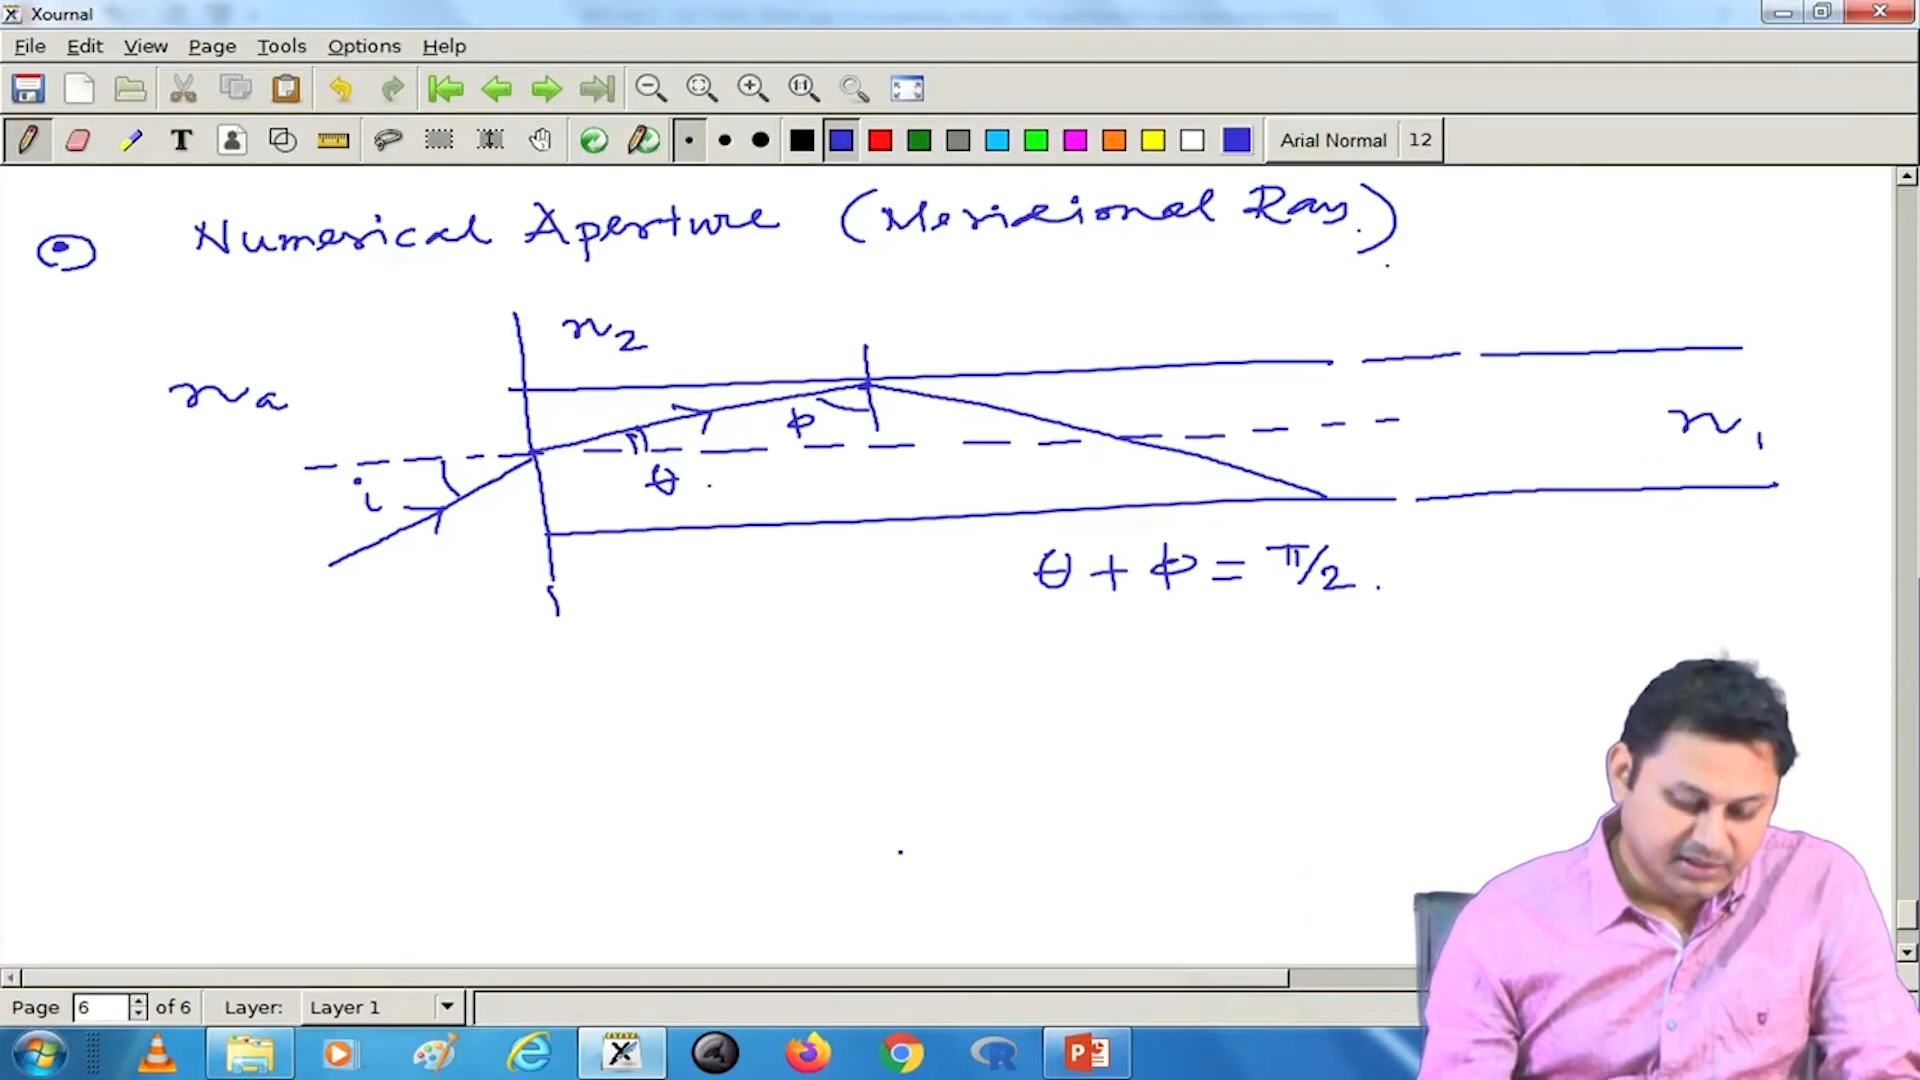 Xournal
File Edit View Page Tools Options Help
Arial Normal 12
Numerical Aperture (Meridional Ray.)
n₂
nₐ
n₁
ϕ
θ
i
θ + ϕ = π/2.
Page 6 of 6 Layer: Layer 1